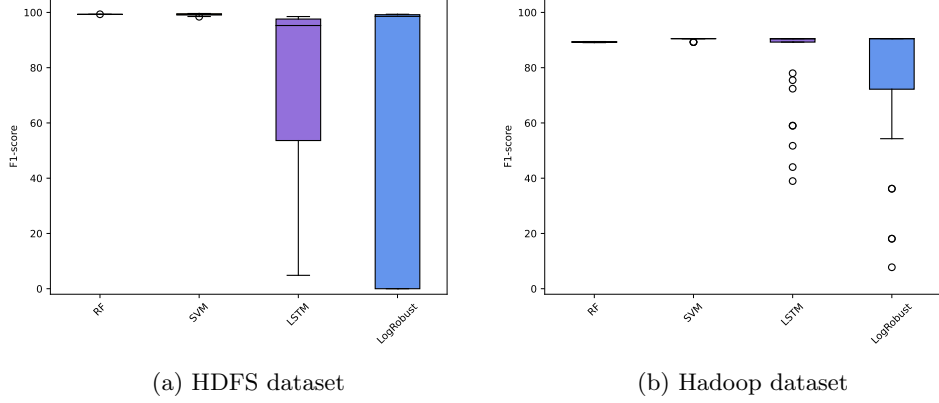 100
80
60
40
20
0
F1-score
RF
SVM
LSTM
LogRobust
(a) HDFS dataset
100
80
60
40
20
0
F1-score
RF
SVM
LSTM
LogRobust
(b) Hadoop dataset